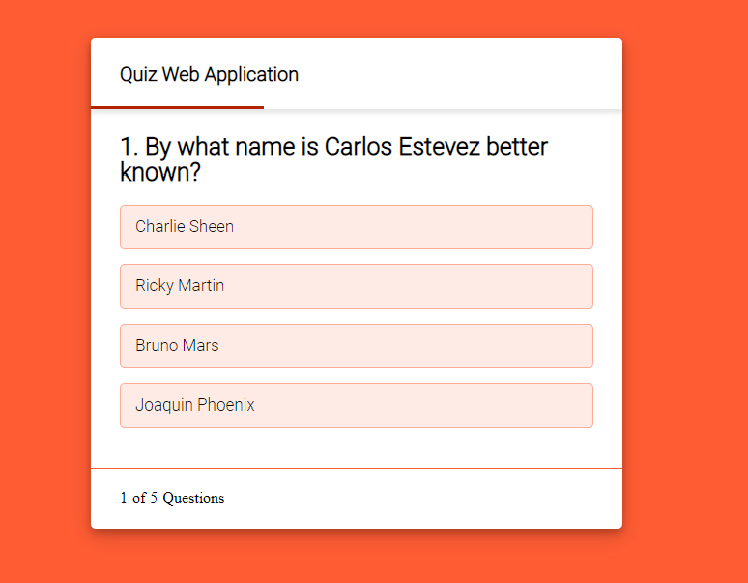 Quiz Web Application
1. By what name is Carlos Estevez better
known?
Charlie Sheen
Ricky Martin
Bruno Mars
Joaquin Phoenix
1 of 5 Questions